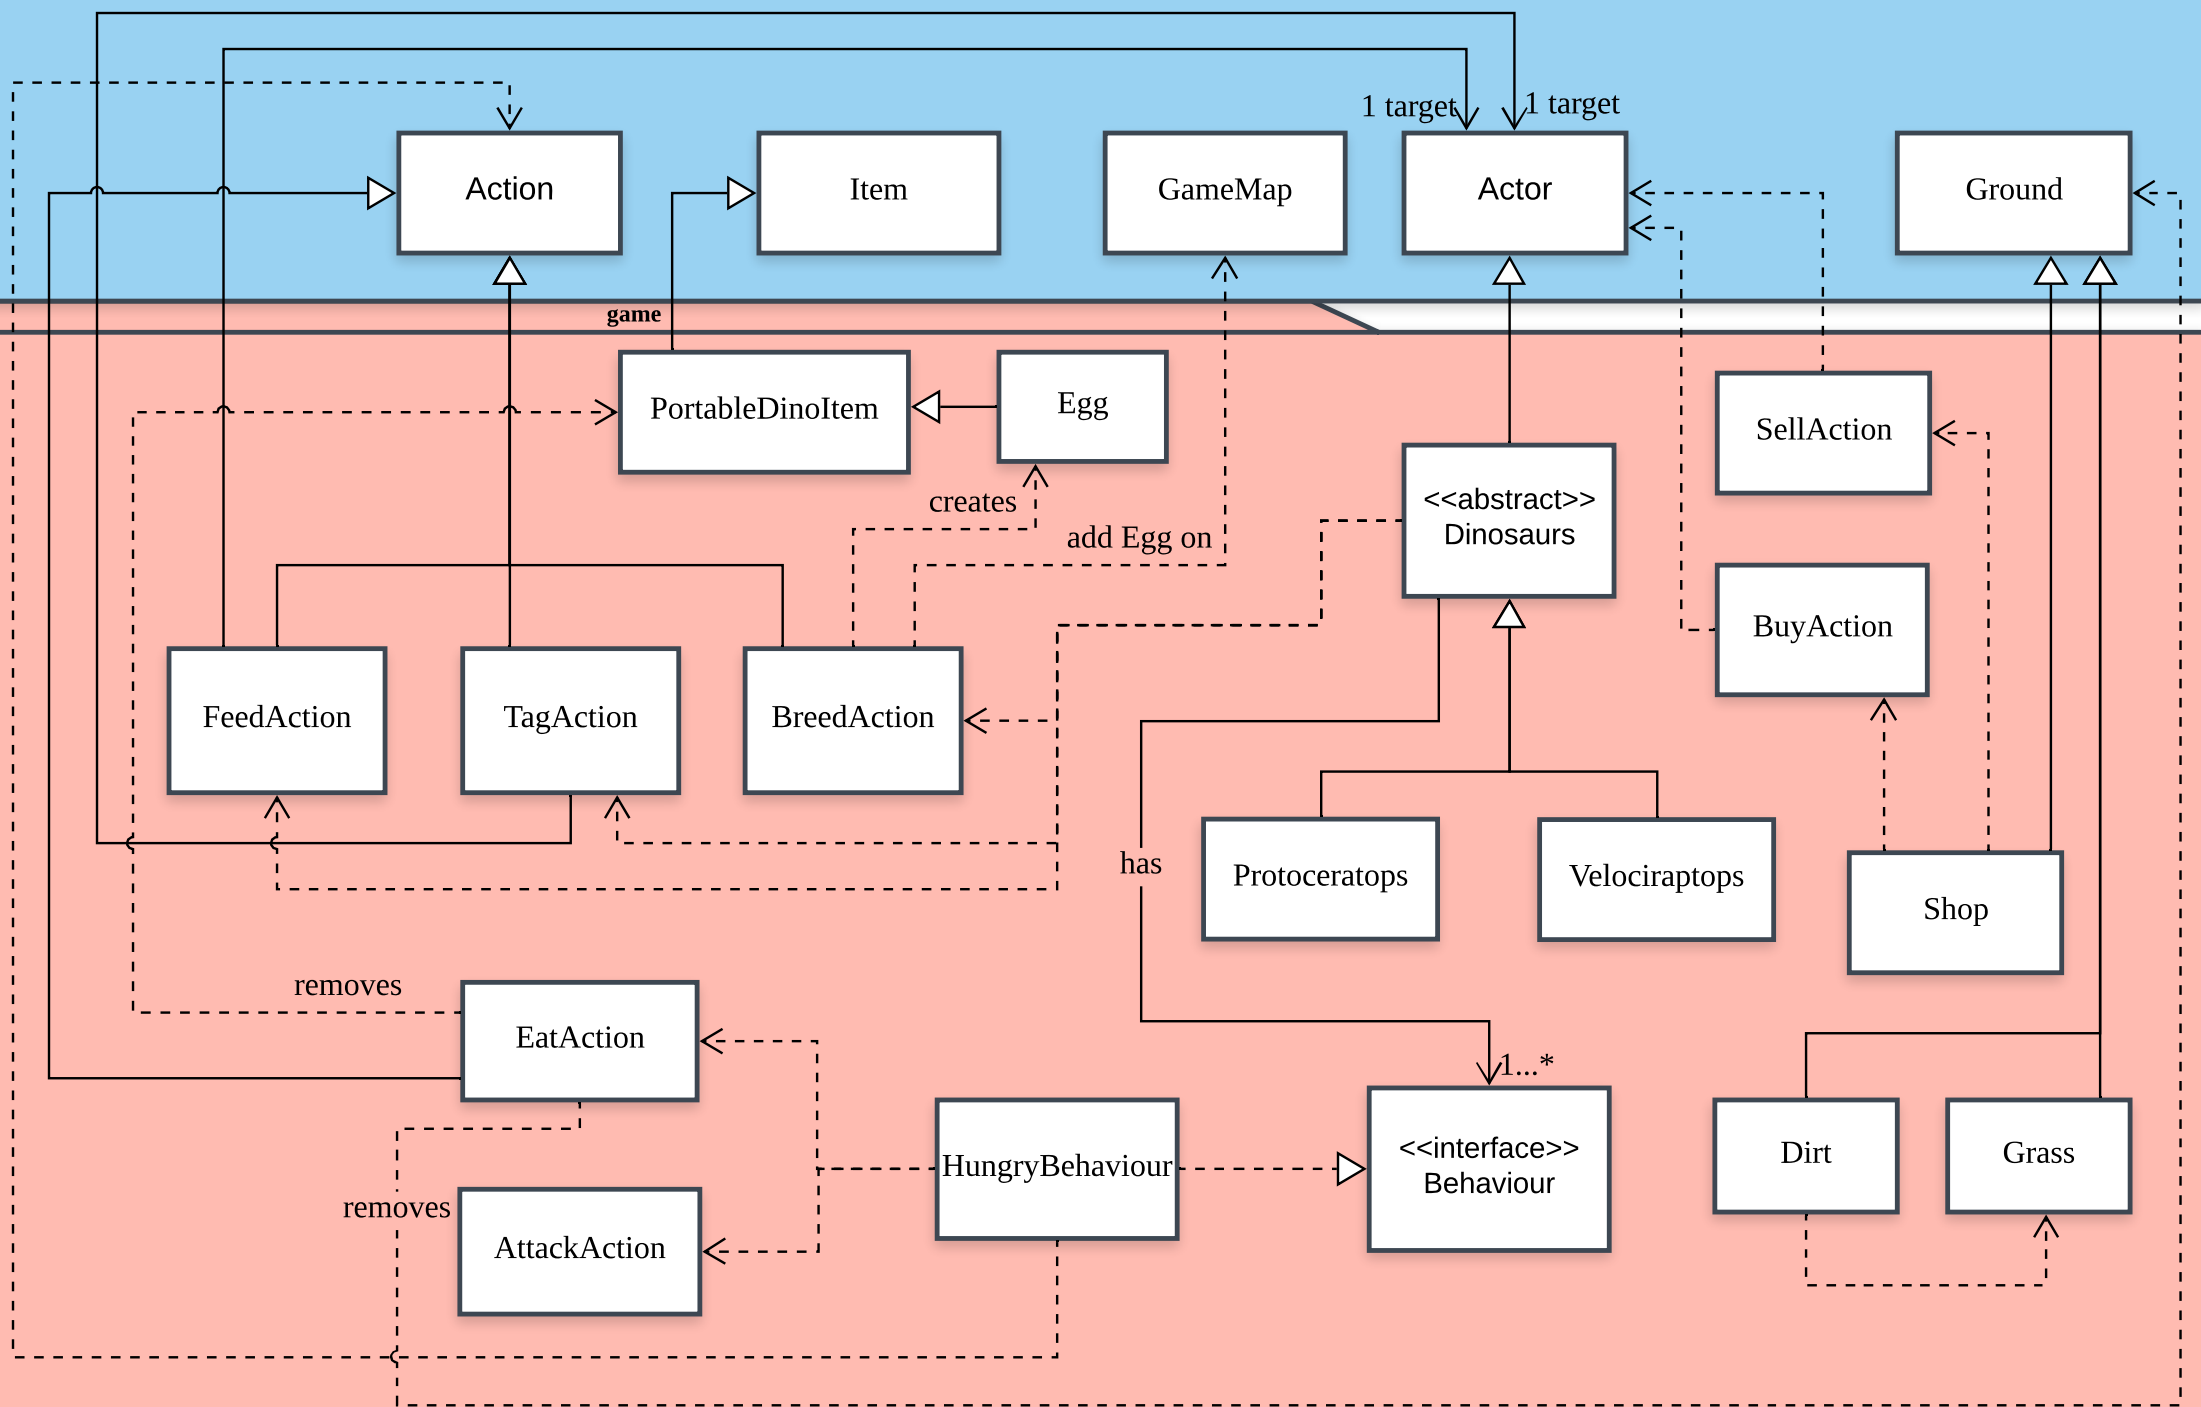 1 target
1 target
Action
Item
GameMap
Actor
Ground
game
PortableDinoItem
Egg
SellAction
creates
<<abstract>>
Dinosaurs
add Egg on
BuyAction
FeedAction
TagAction
BreedAction
has
Protoceratops
Velociraptops
Shop
removes
EatAction
1...*
HungryBehaviour
<<interface>>
Behaviour
Dirt
Grass
removes
AttackAction